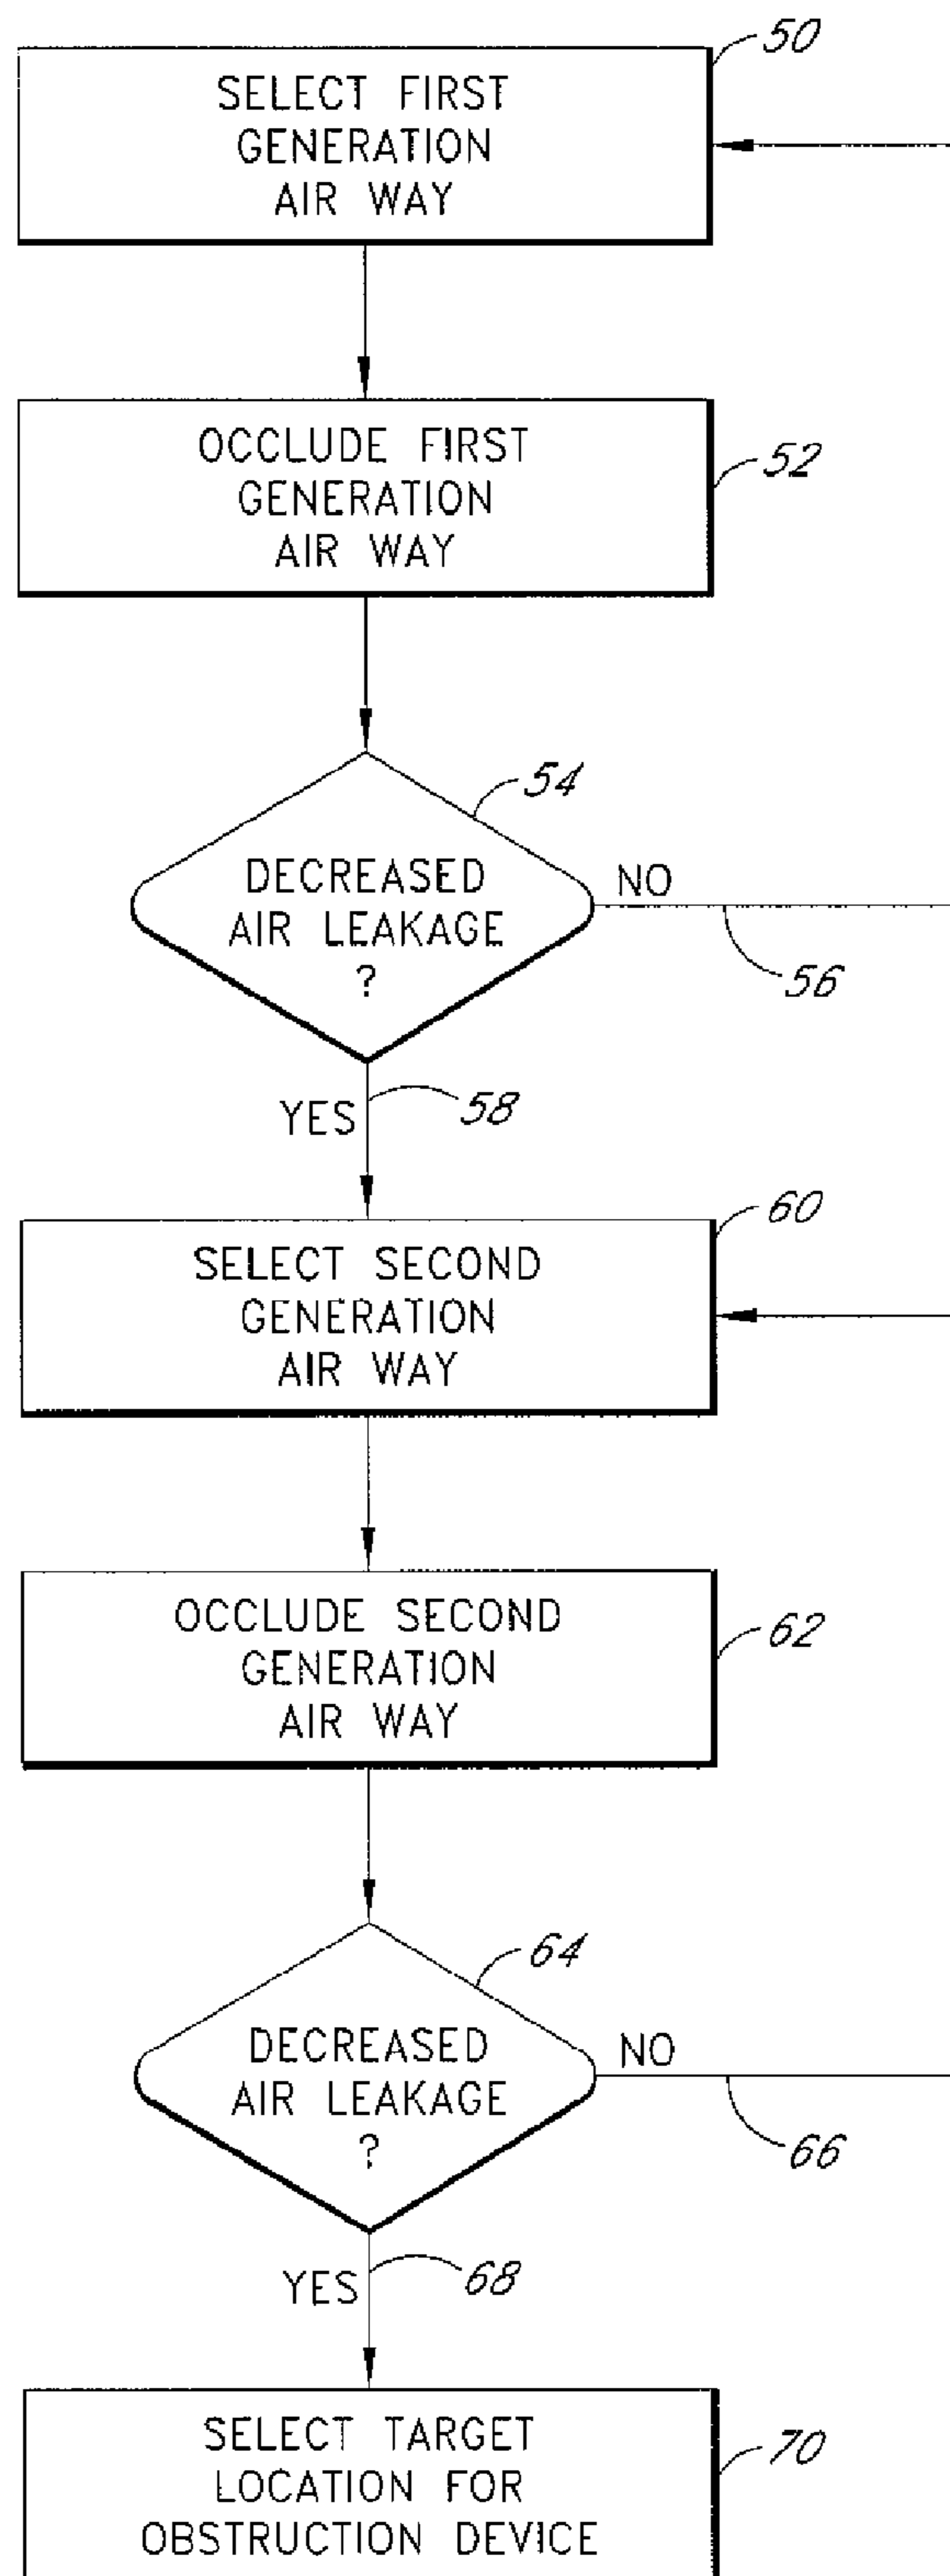 50
SELECT FIRST
GENERATION
AIR WAY
OCCLUDE FIRST
GENERATION
AIR WAY
52
54
DECREASED
AIR LEAKAGE
?
NO
56
YES
58
60
SELECT SECOND
GENERATION
AIR WAY
OCCLUDE SECOND
GENERATION
AIR WAY
62
64
DECREASED
AIR LEAKAGE
?
NO
66
YES
68
SELECT TARGET
LOCATION FOR
OBSTRUCTION DEVICE
70